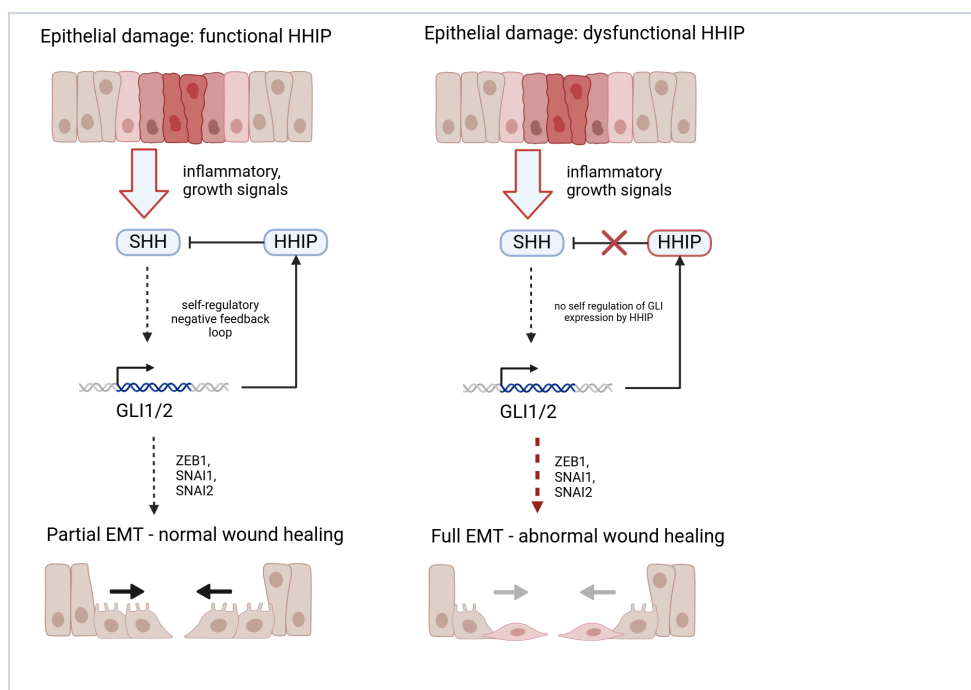 Epithelial damage: functional HHIP
inflammatory,
growth signals
SHH
HHIP
self-regulatory
negative feedback
loop
GLI1/2
ZEB1,
SNAI1,
SNAI2
Partial EMT - normal wound healing
Epithelial damage: dysfunctional HHIP
inflammatory
growth signals
SHH
HHIP
no self regulation of GLI
expression by HHIP
GLI1/2
ZEB1,
SNAI1,
SNAI2
Full EMT - abnormal wound healing